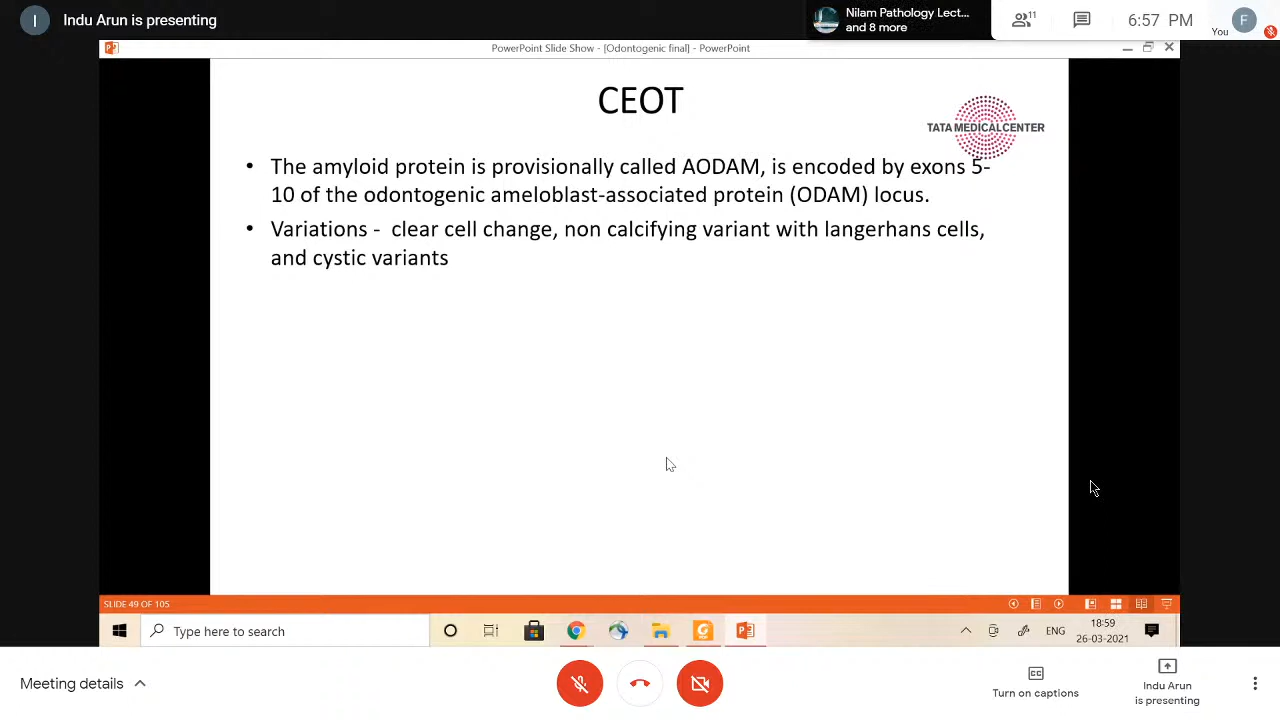 I
Indu Arun is presenting
Nilam Pathology Lect...
and 8 more
11
6:57 PM
F
You
PowerPoint Slide Show - [Odontogenic final] - PowerPoint
CEOT
TATA MEDICAL CENTER
• The amyloid protein is provisionally called AODAM, is encoded by exons 5-
10 of the odontogenic ameloblast-associated protein (ODAM) locus.
• Variations - clear cell change, non calcifying variant with langerhans cells,
and cystic variants
SLIDE 49 OF 105
Type here to search
ENG
18:59
26-03-2021
Meeting details
CC
Turn on captions
Indu Arun
is presenting